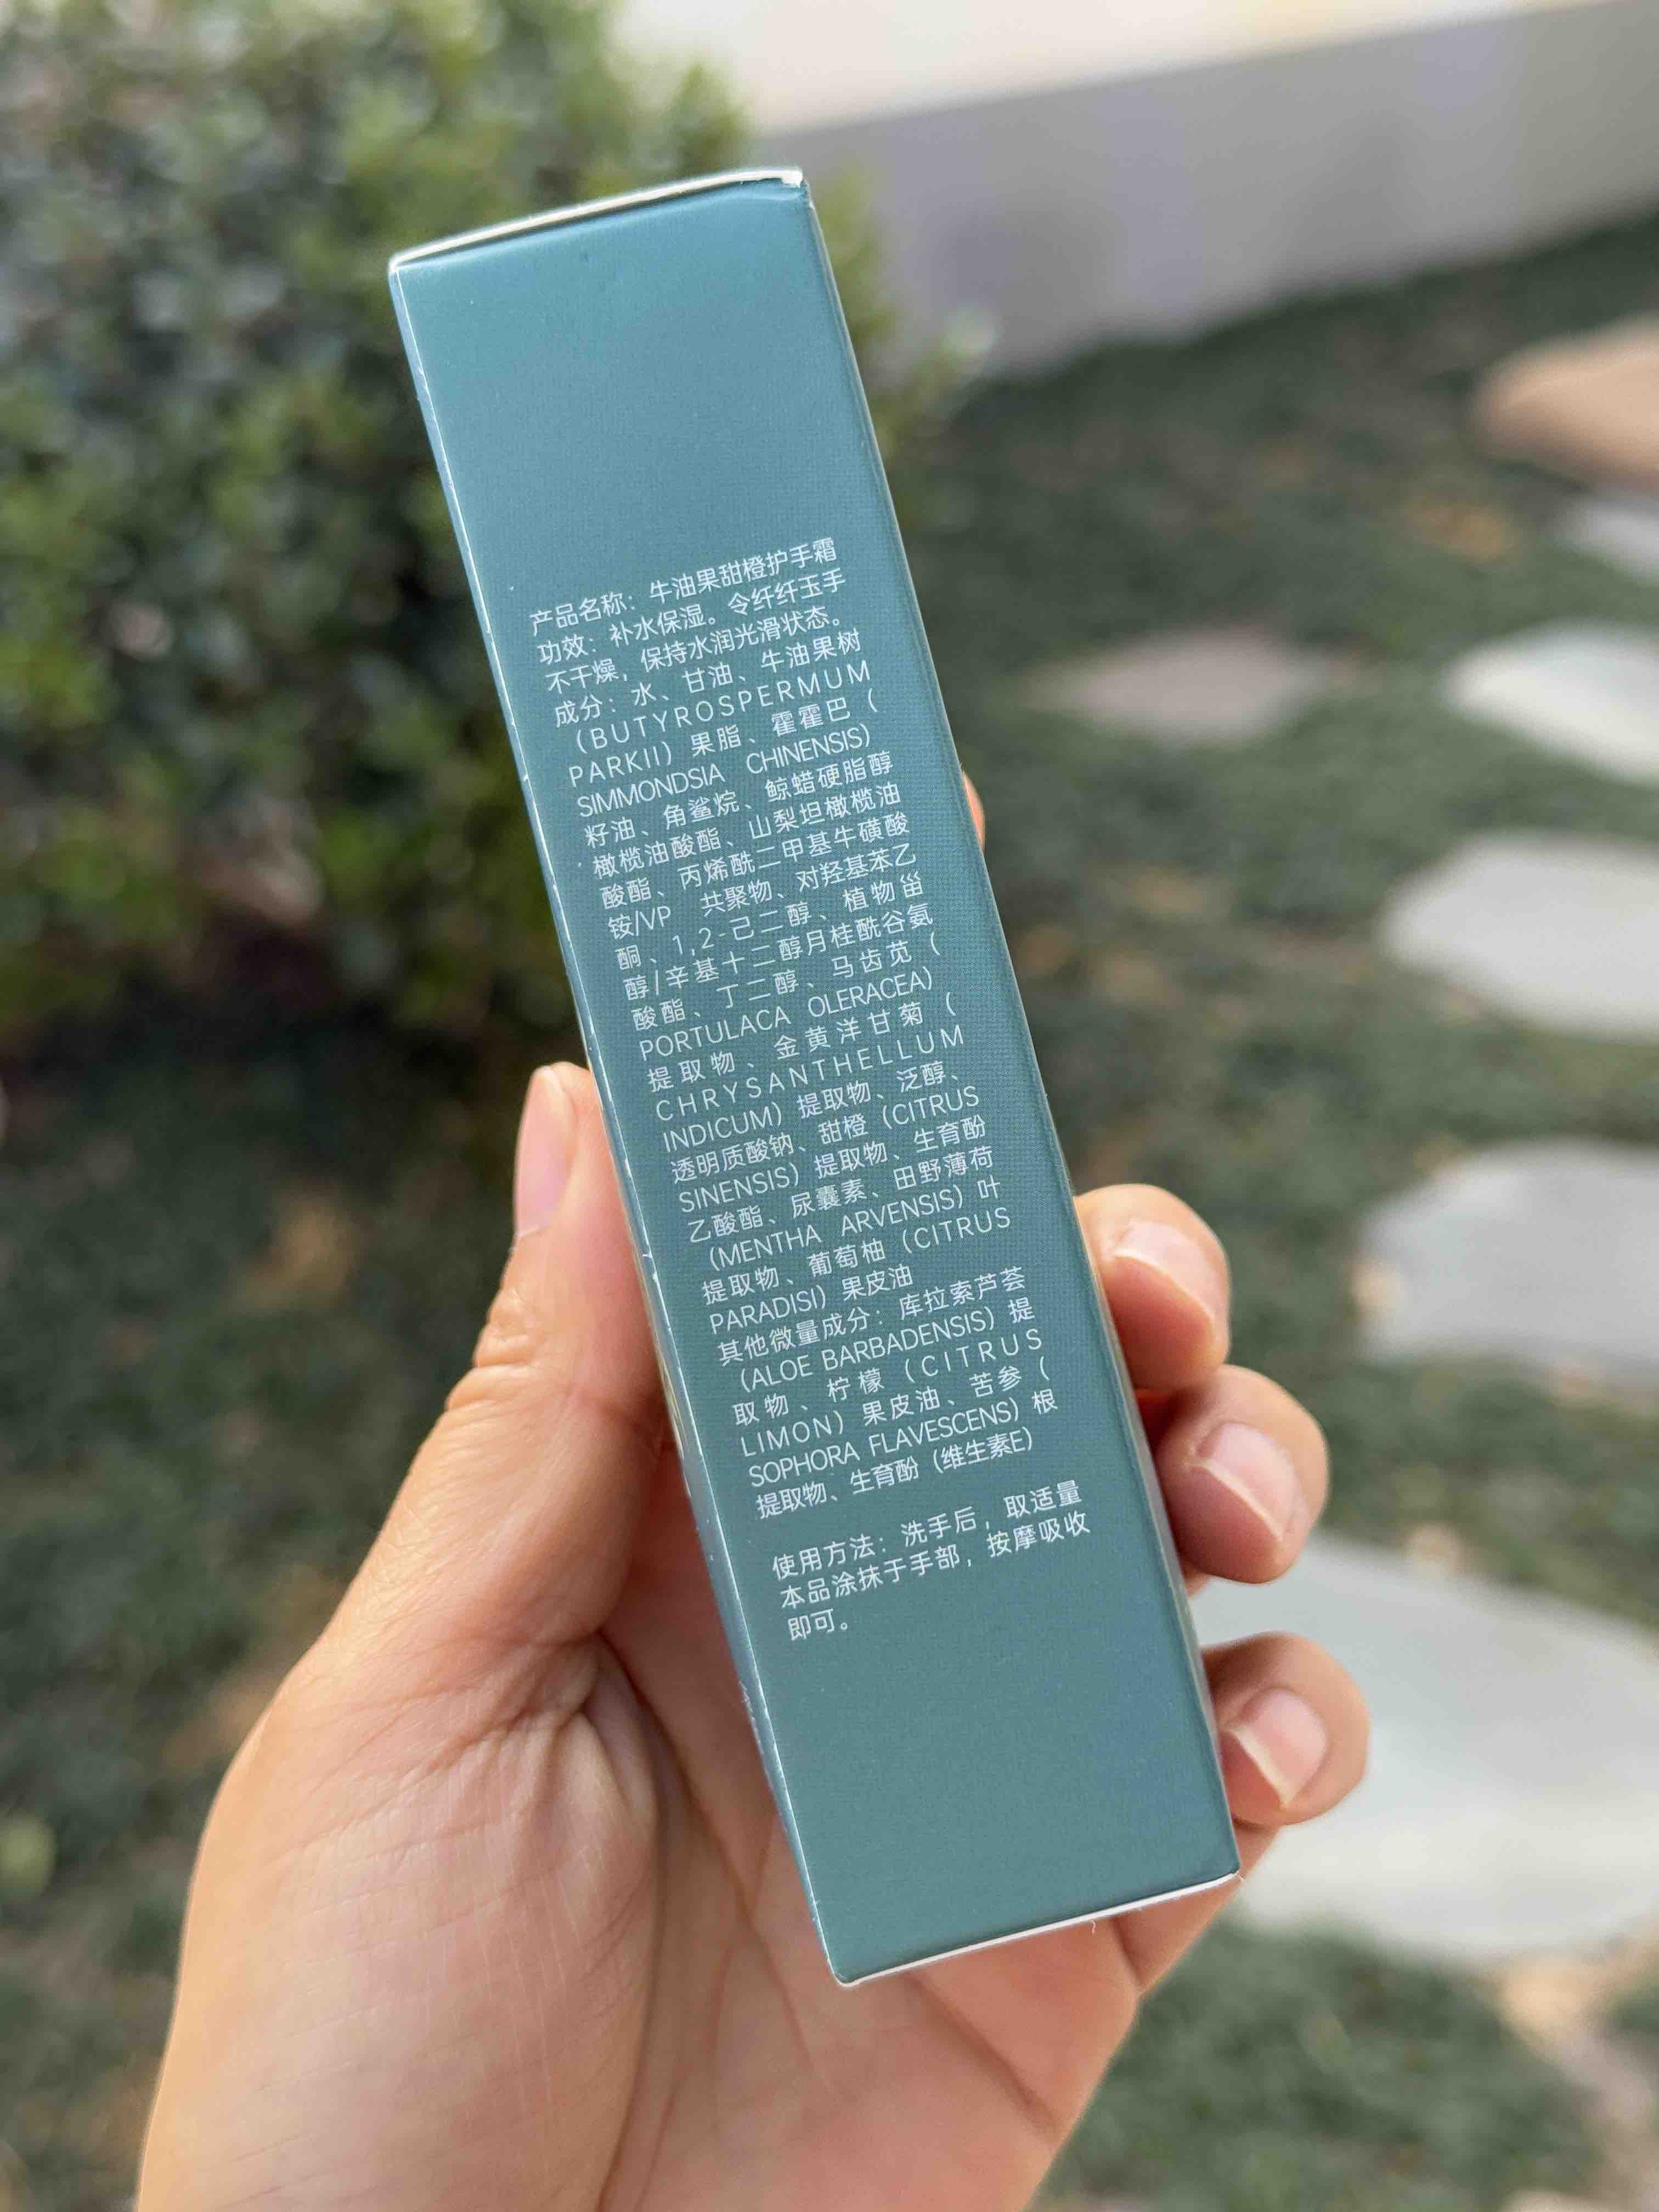 产品名称：牛油果甜橙护手霜
功效：补水保湿。令纤纤玉手
不干燥，保持水润光滑状态。
成分：水、甘油、牛油果树
（BUTYROSPERMUM
PARKII）果脂、霍霍巴（
SIMMONDSIA CHINENSIS）
籽油、角鲨烷、鲸蜡硬脂醇
橄榄油酸酯、山梨坦橄榄油
酸酯、丙烯酰二甲基牛磺酸
铵/VP 共聚物、对羟基苯乙
酮、1,2-己二醇、植物甾
醇/辛基十二醇月桂酰谷氨
酸酯、丁二醇、马齿苋（
PORTULACA OLERACEA）
提取物、金黄洋甘菊（
CHRYSANTHELLUM
INDICUM）提取物、泛醇、
透明质酸钠、甜橙（CITRUS
SINENSIS）提取物、生育酚
乙酸酯、尿囊素、田野薄荷
（MENTHA ARVENSIS）叶
提取物、葡萄柚（CITRUS
PARADISI）果皮油
其他微量成分：库拉索芦荟
（ALOE BARBADENSIS）提
取物、柠檬（CITRUS
LIMON）果皮油、苦参（
SOPHORA FLAVESCENS）根
提取物、生育酚（维生素E）
使用方法：洗手后，取适量
本品涂抹于手部，按摩吸收
即可。